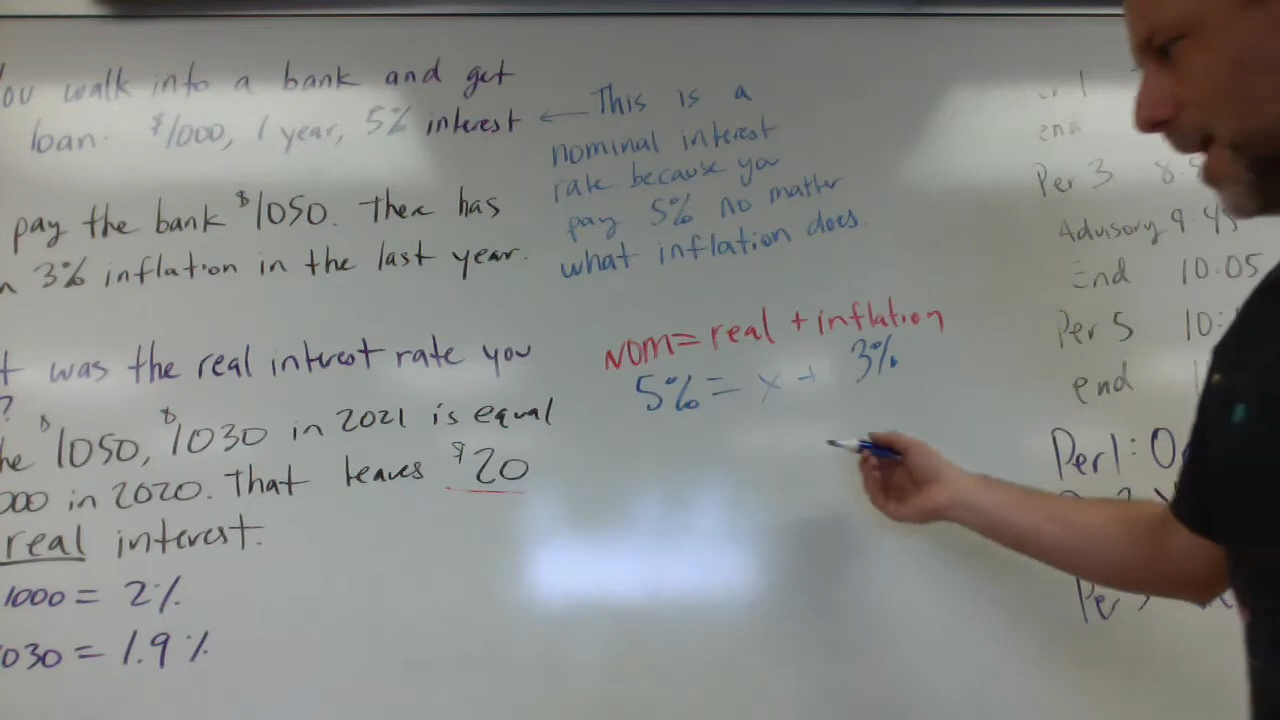 You walk into a bank and get
loan: $1000, 1 year, 5% interest
pay the bank $1050. There has
3% inflation in the last year.
was the real interest rate you
?
$1050, $1030 in 2021 is equal
000 in 2020. That leaves $20
real interest.
1000 = 2%
030 = 1.9%
← This is a
nominal interest
rate because you
pay 5% no matter
what inflation does.
NOM = real + inflation
5% = x + 3%
end
Per 3
Advisory 9.45
End 10.05
Per 5 10:
end
Per 1: 0